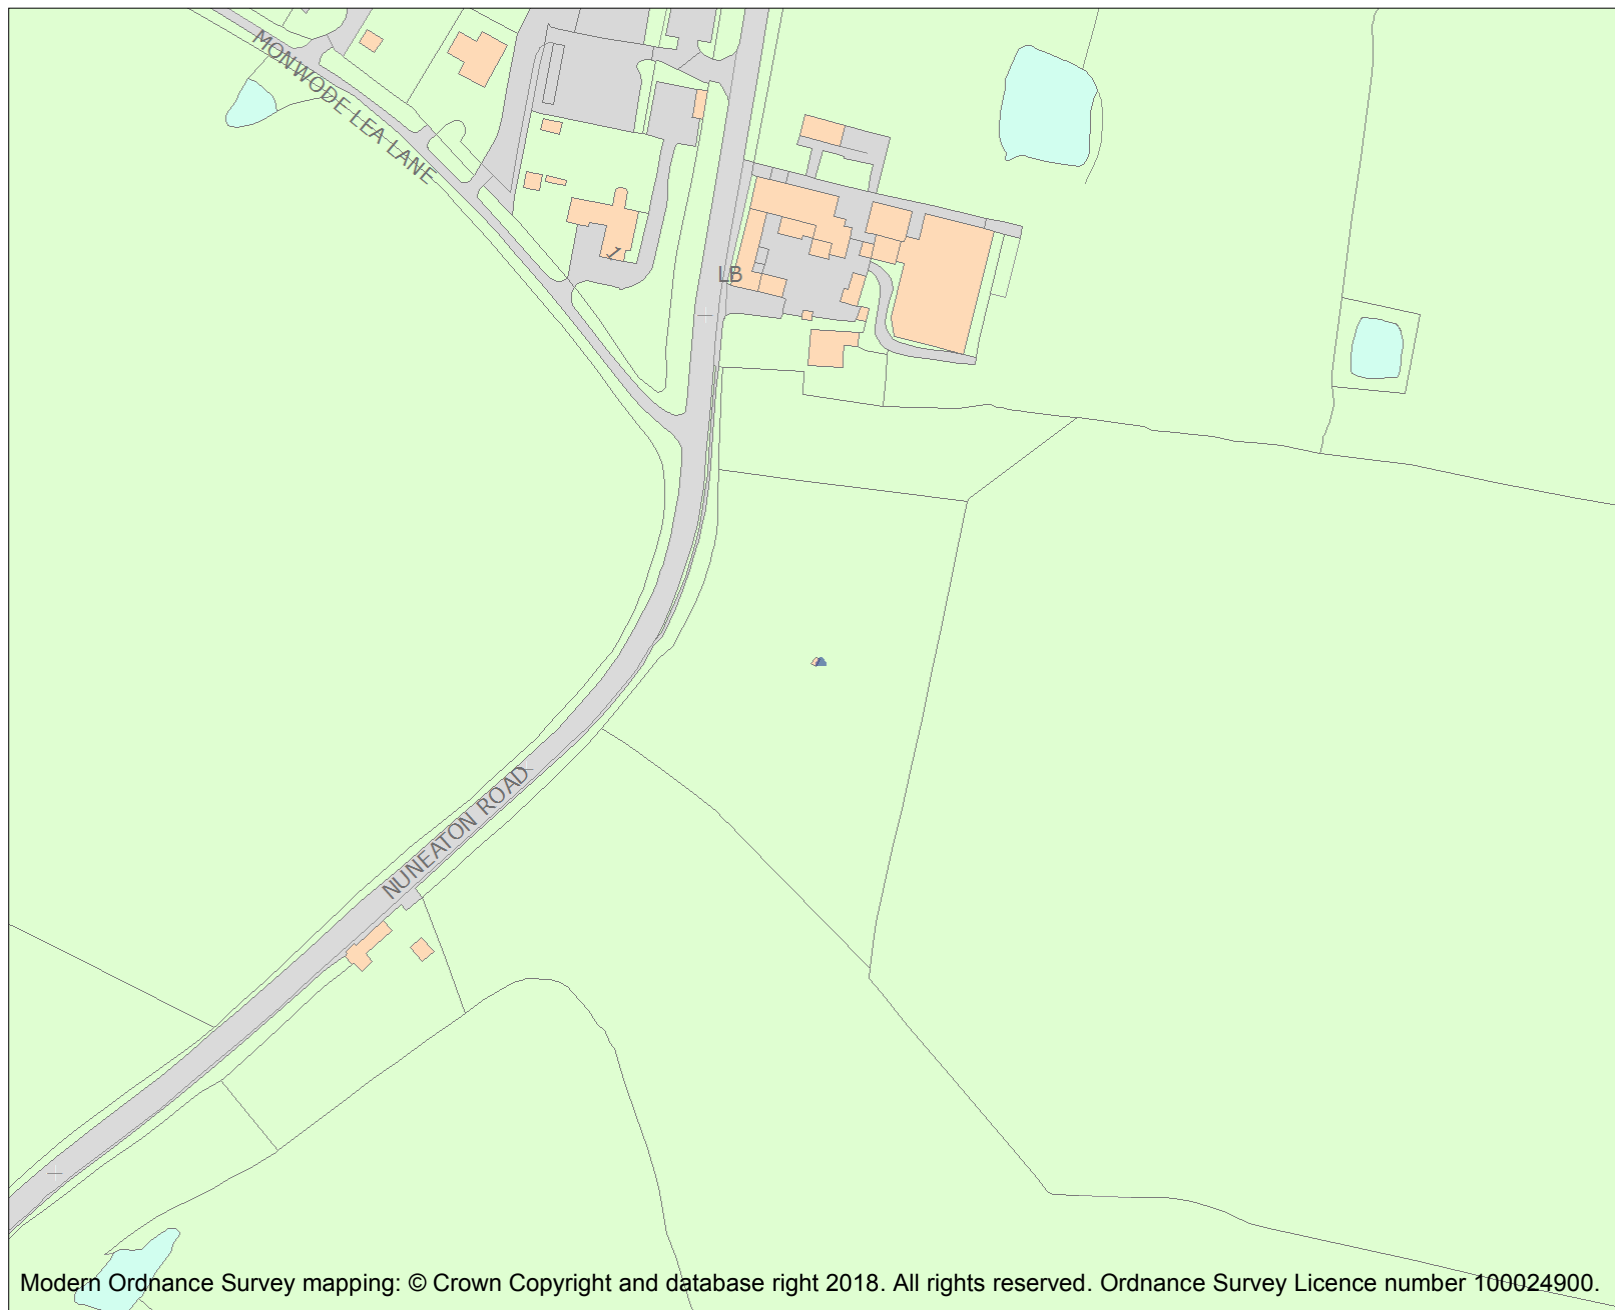 MONWODE LEA LANE
1
LB
NUNEATON ROAD
Modern Ordnance Survey mapping: © Crown Copyright and database right 2018. All rights reserved. Ordnance Survey Licence number 100024900.